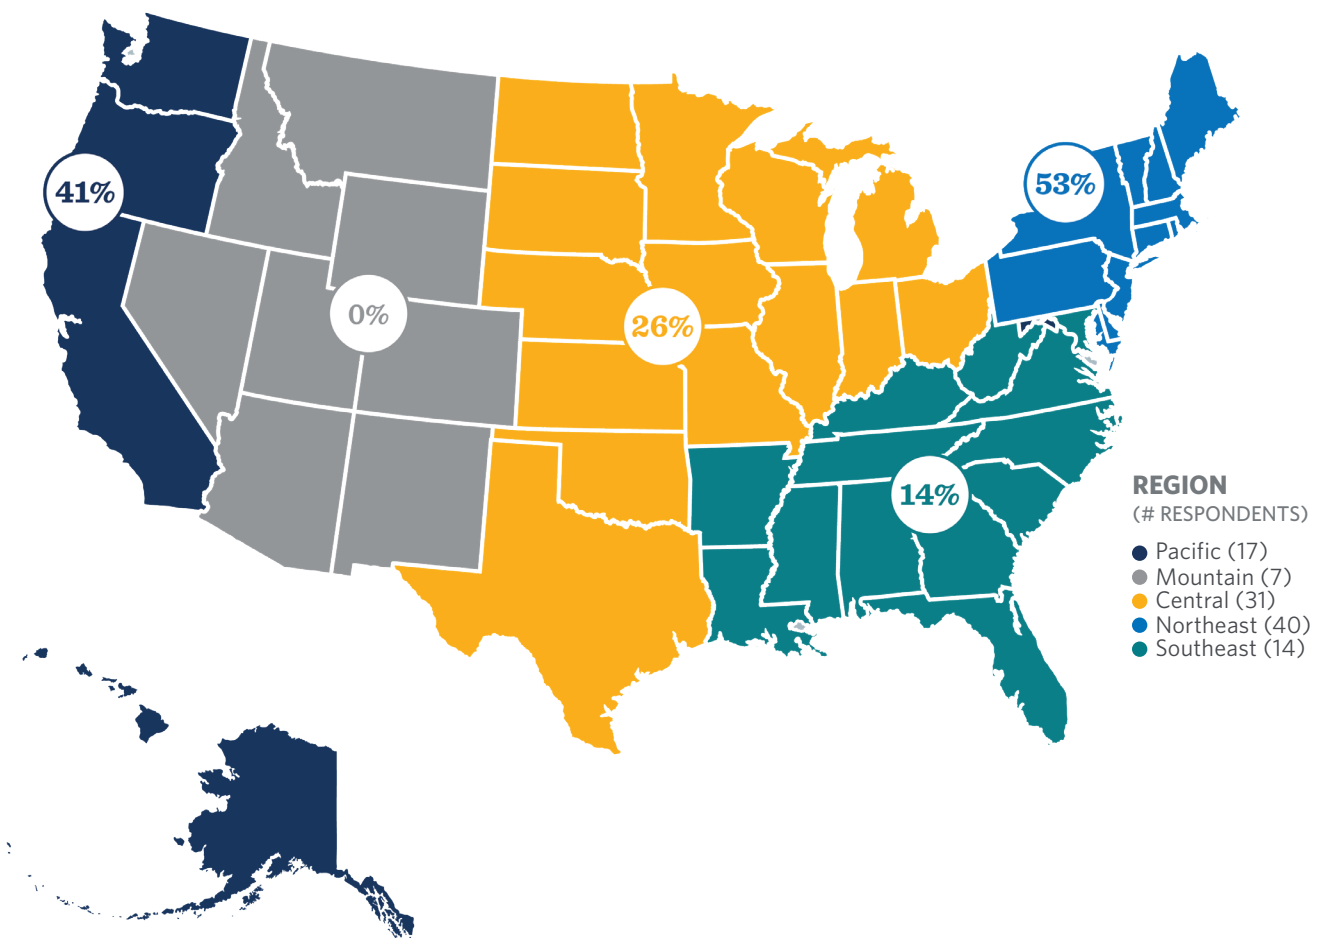 41%
53%
0%
26%
14%
REGION
(# RESPONDENTS)
Pacific (17)
Mountain (7)
Central (31)
Northeast (40)
Southeast (14)